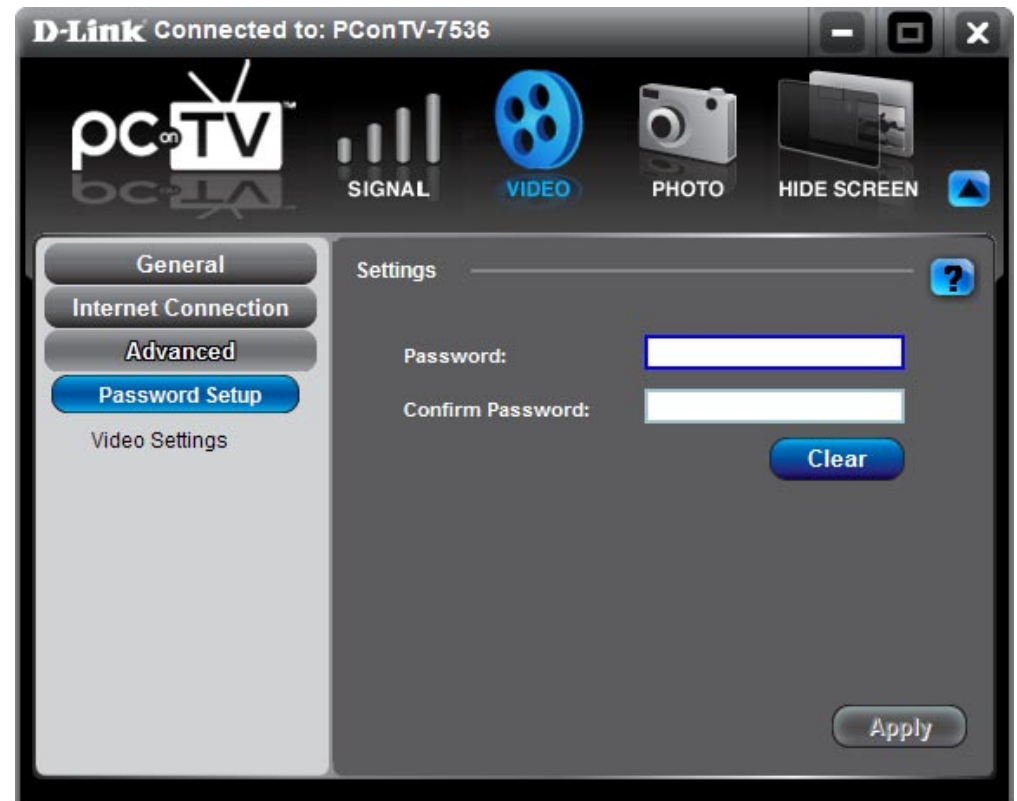 D-Link Connected to: PConTV-7536
pc on TV™
SIGNAL
VIDEO
PHOTO
HIDE SCREEN
General
Internet Connection
Advanced
Password Setup
Video Settings
Settings
?
Password:
Confirm Password:
Clear
Apply